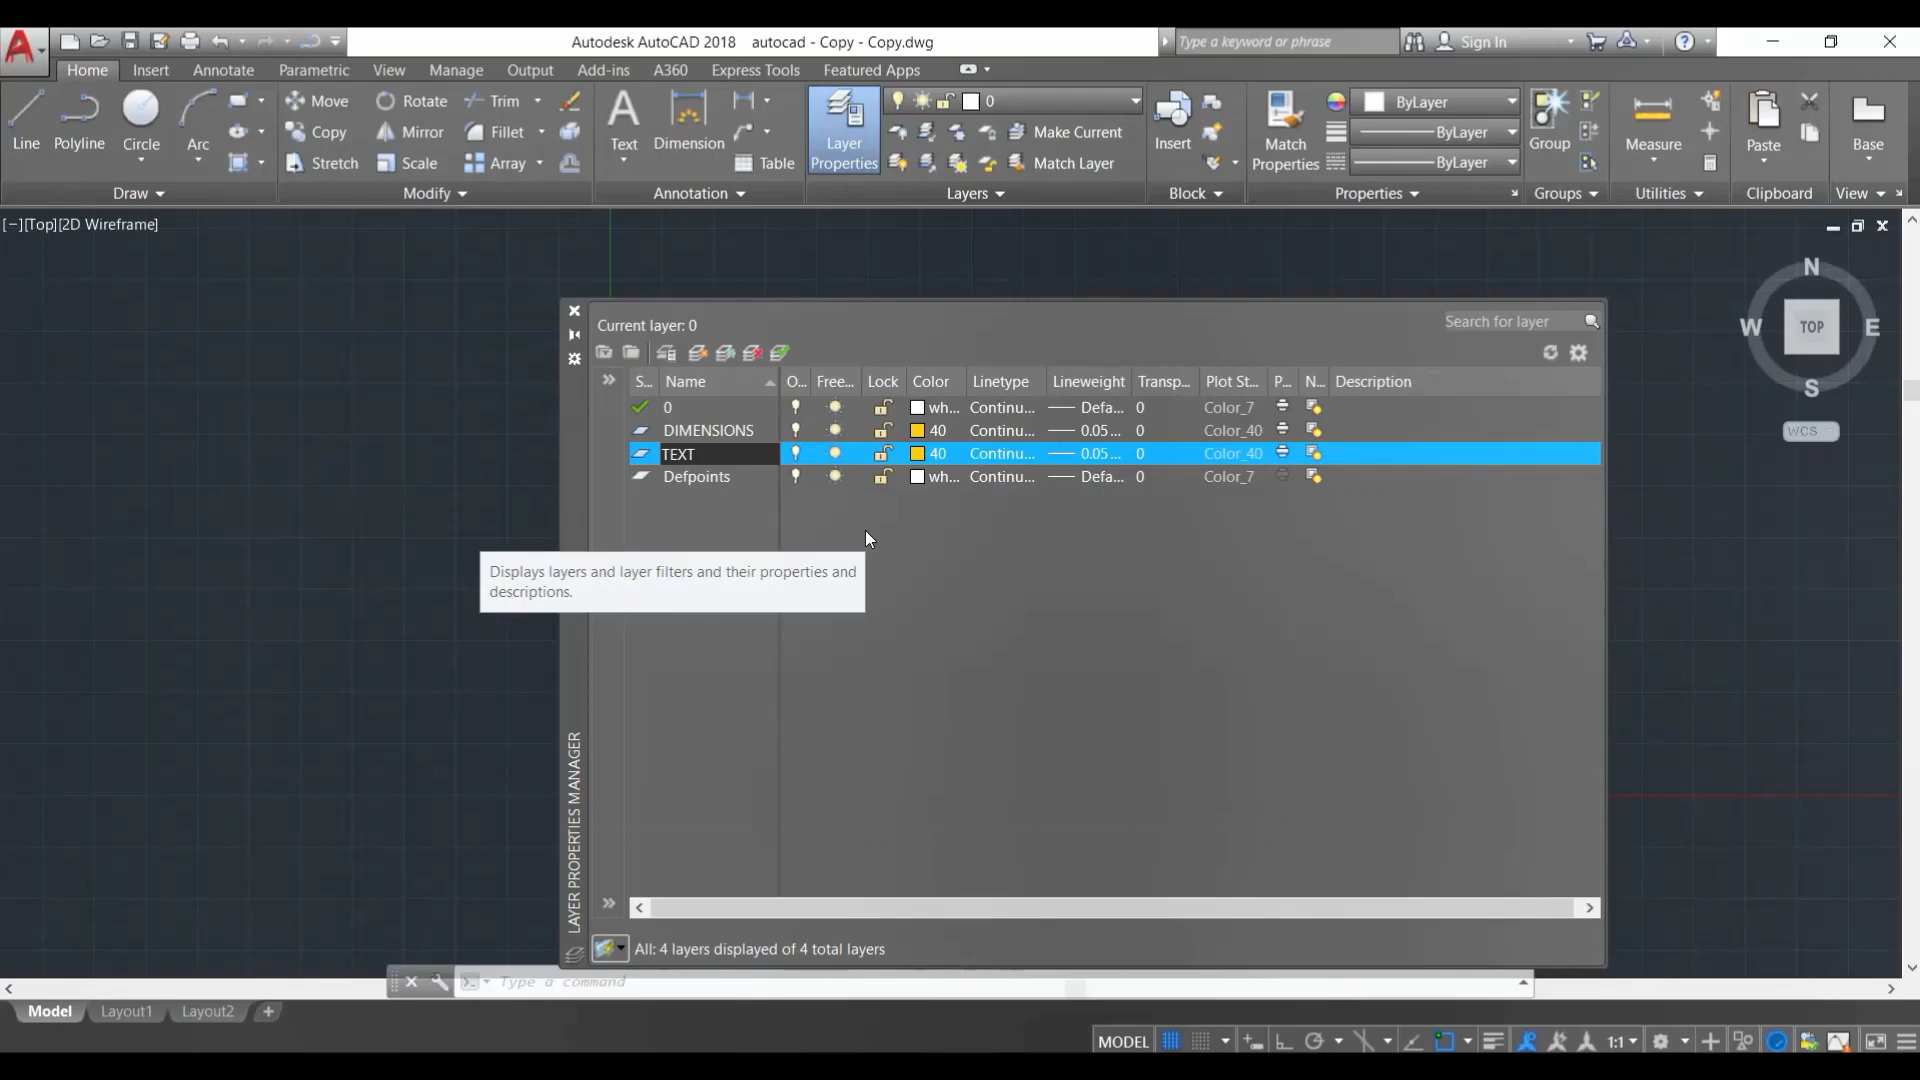 Autodesk AutoCAD 2018 autocad - Copy - Copy.dwg
Type a keyword or phrase
Sign In
Home Insert Annotate Parametric View Manage Output Add-ins A360 Express Tools Featured Apps
Line Polyline Circle Arc
Move Rotate Trim
Copy Mirror Fillet
Stretch Scale Array
Text Dimension Table
Layer Properties
0
Make Current
Match Layer
Insert
Match Properties
ByLayer
ByLayer
ByLayer
Group Measure Paste Base
Draw Modify Annotation Layers Block Properties Groups Utilities Clipboard View
[−][Top][2D Wireframe]
N
W TOP E
S
WCS
Current layer: 0
Search for layer
S... Name O... Free... Lock Color Linetype Lineweight Transp... Plot St... P... N... Description
0 wh... Continu... Defa... 0 Color_7
DIMENSIONS 40 Continu... 0.05 ... 0 Color_40
TEXT 40 Continu... 0.05 ... 0 Color_40
Defpoints wh... Continu... Defa... 0 Color_7
Displays layers and layer filters and their properties and
descriptions.
LAYER PROPERTIES MANAGER
All: 4 layers displayed of 4 total layers
Type a command
Model Layout1 Layout2 +
MODEL 1:1